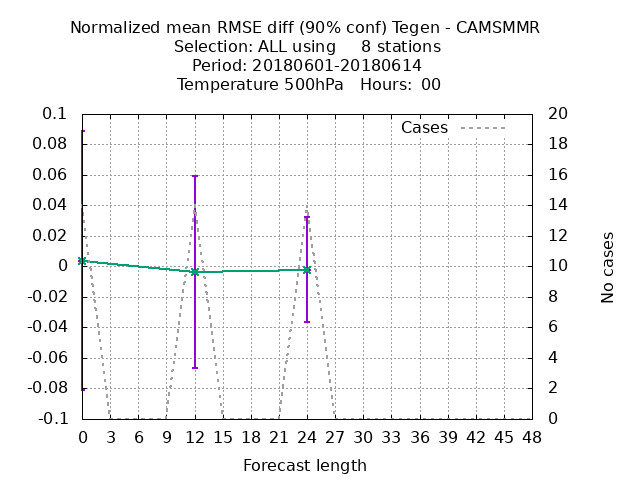 Normalized mean RMSE diff (90% conf) Tegen - CAMSMMR
Selection: ALL using     8 stations
Period: 20180601-20180614
Temperature 500hPa   Hours:  00
Cases
0.1
0.08
0.06
0.04
0.02
0
-0.02
-0.04
-0.06
-0.08
-0.1
20
18
16
14
12
10
8
6
4
2
0
No cases
0 3 6 9 12 15 18 21 24 27 30 33 36 39 42 45 48
Forecast length